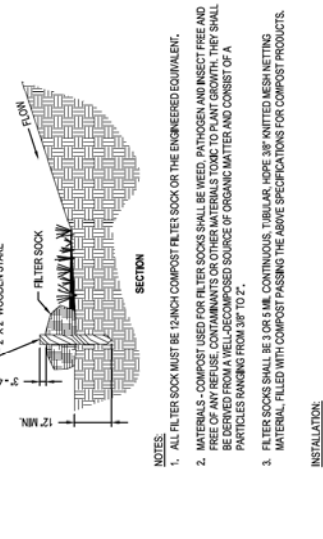 2"X2" WOODEN STAKE
FLOW
FILTER SOCK
3" -
12" MIN.
SECTION
NOTES:
1. ALL FILTER SOCK MUST BE 12-INCH COMPOST FILTER SOCK OR THE ENGINEERED EQUIVALENT.
2. MATERIALS - COMPOST USED FOR FILTER SOCKS SHALL BE WEED, PATHOGEN AND INSECT FREE AND
FREE OF ANY REFUSE, CONTAMINANTS OR OTHER MATERIALS TOXIC TO PLANT GROWTH. THEY SHALL
BE DERIVED FROM A WELL-DECOMPOSED SOURCE OF ORGANIC MATTER AND CONSIST OF A
PARTICLES RANGING FROM 3/8" TO 2".
3. FILTER SOCKS SHALL BE 3 OR 5 MIL CONTINUOUS, TUBULAR, HDPE 3/8" KNITTED MESH NETTING
MATERIAL, FILLED WITH COMPOST PASSING THE ABOVE SPECIFICATIONS FOR COMPOST PRODUCTS.
INSTALLATION: